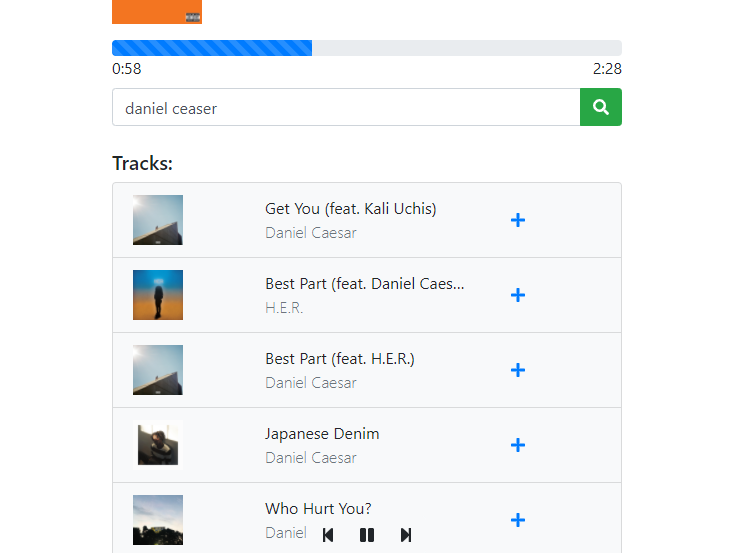 0:58
2:28
daniel ceaser
Tracks:
Get You (feat. Kali Uchis)
Daniel Caesar
Best Part (feat. Daniel Caes...
H.E.R.
Best Part (feat. H.E.R.)
Daniel Caesar
Japanese Denim
Daniel Caesar
Who Hurt You?
Daniel